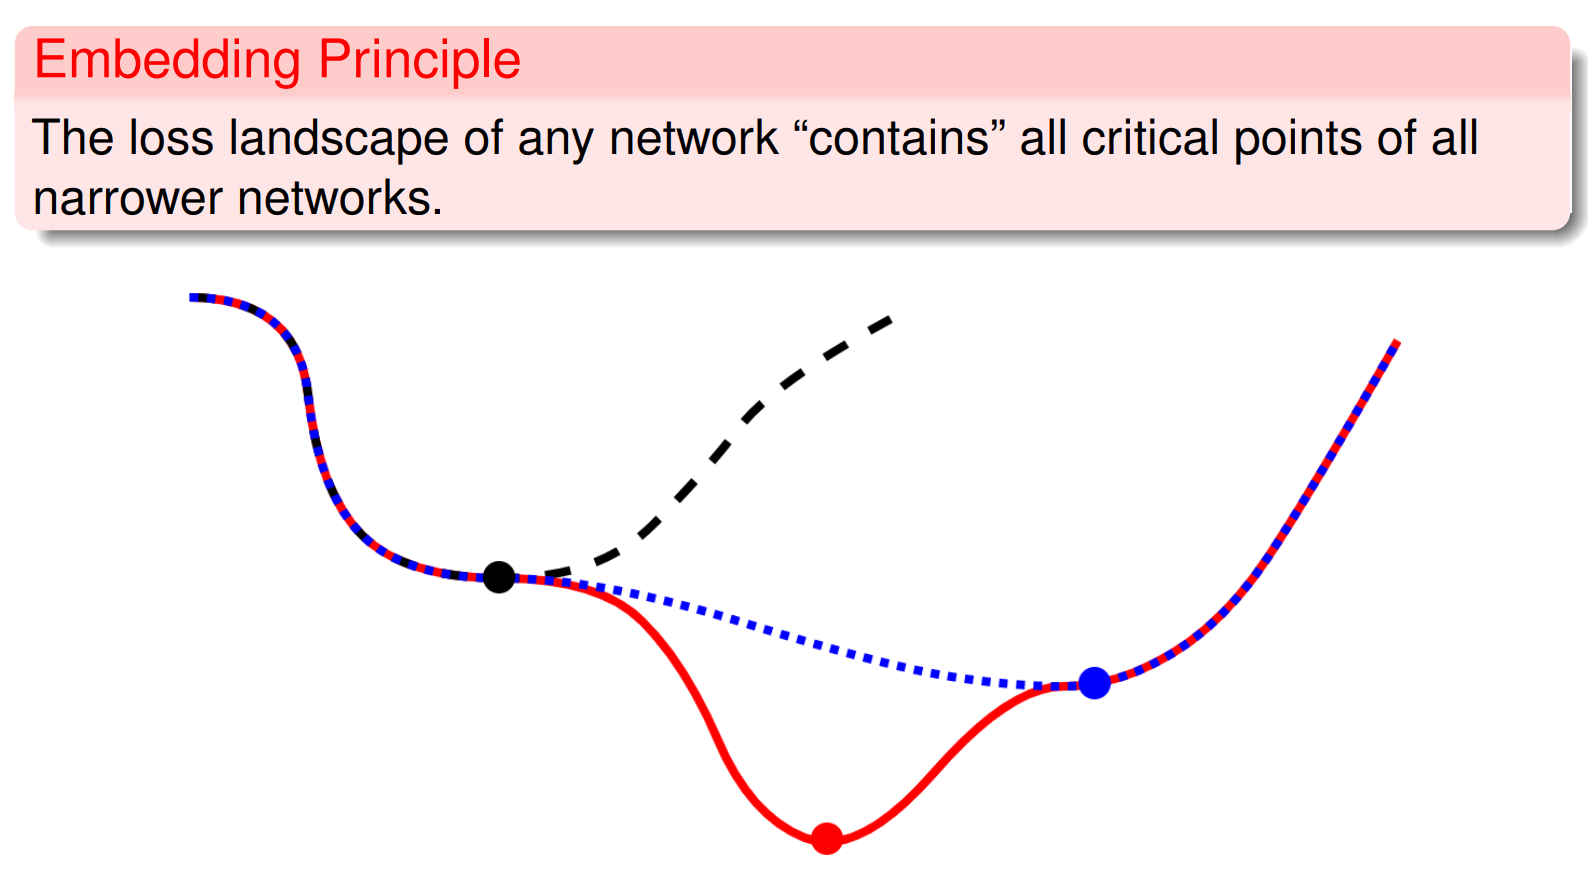 Embedding Principle
The loss landscape of any network “contains” all critical points of all
narrower networks.